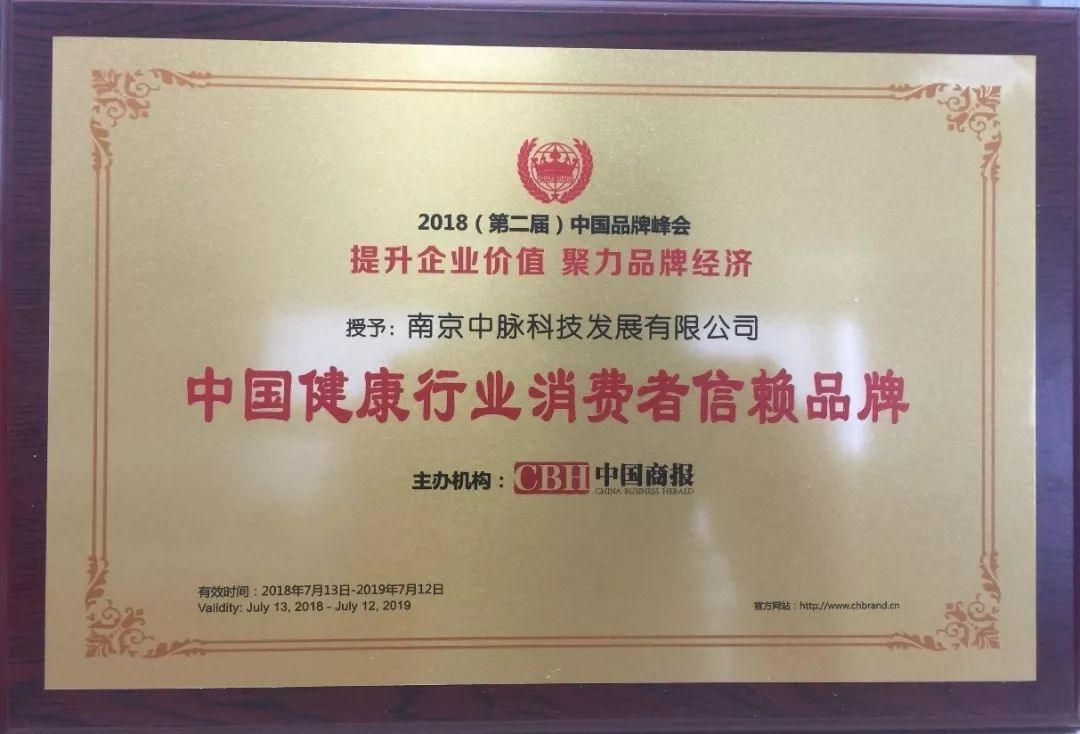 2018（第二届）中国品牌峰会
提升企业价值 聚力品牌经济
授予：南京中脉科技发展有限公司
中国健康行业消费者信赖品牌
主办机构：CBH 中国商报
CHINA BUSINESS HERALD
有效时间：2018年7月13日-2019年7月12日
Validity: July 13, 2018 - July 12, 2019
官方网站：http://www.chbrand.cn